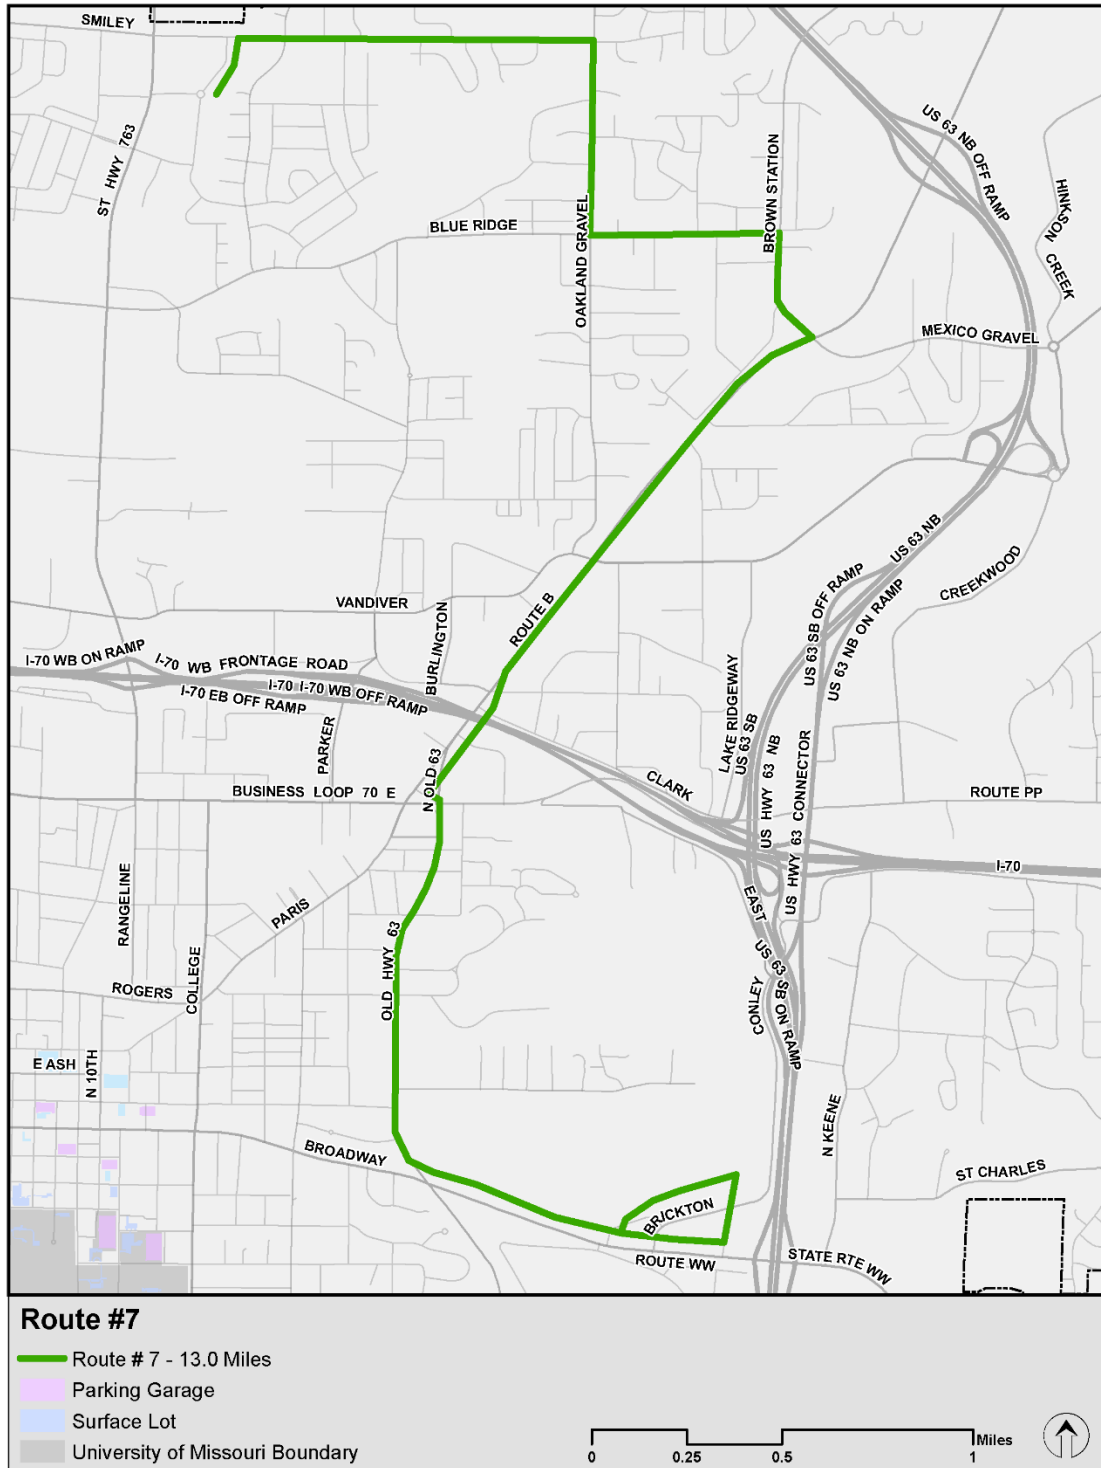 SMILEY
ST HWY 763
US 63 NB OFF RAMP
BROWN STATION
HINKSON CREEK
BLUE RIDGE
OAKLAND GRAVEL
MEXICO GRAVEL
US 63 NB
CREEKWOOD
US 63 SB OFF RAMP
US 63 NB ON RAMP
VANDIVER
BURLINGTON
ROUTE B
I-70 WB ON RAMP
I-70 WB FRONTAGE ROAD
I-70 EB OFF RAMP
I-70
I-70 WB OFF RAMP
LAKE RIDGEWAY
US 63 SB
US HWY 63 NB
US HWY 63 CONNECTOR
PARKER
N OLD 63
CLARK
BUSINESS LOOP 70 E
ROUTE PP
I-70
RANGELINE
PARIS
EAST
COLLEGE
OLD HWY 63
US 63 SB ON RAMP
ROGERS
CONLEY
E ASH
N 10TH
N KEENE
BROADWAY
ST CHARLES
BRICKTON
ROUTE WW
STATE RTE WW
Route #7
Route # 7 - 13.0 Miles
Parking Garage
Surface Lot
University of Missouri Boundary
Miles
0 0.25 0.5 1